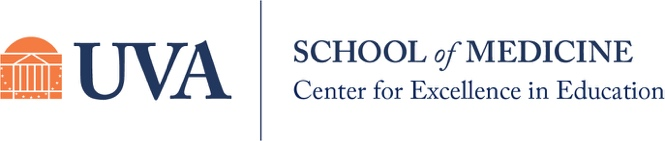 UVA
SCHOOL of MEDICINE
Center for Excellence in Education